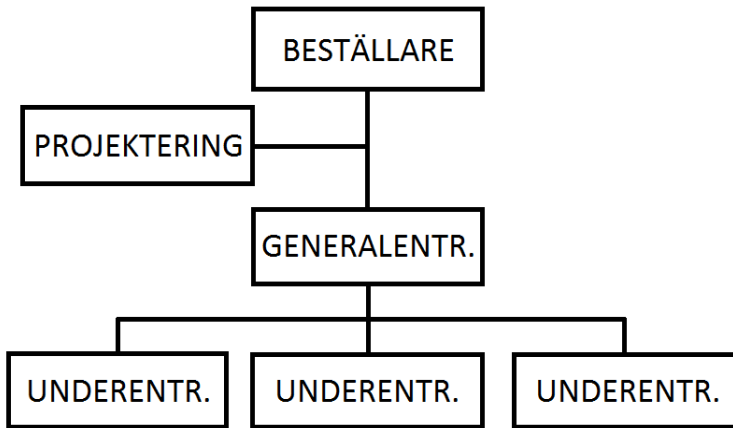 BESTÄLLARE
PROJEKTERING
GENERALENTR.
UNDERENTR.
UNDERENTR.
UNDERENTR.